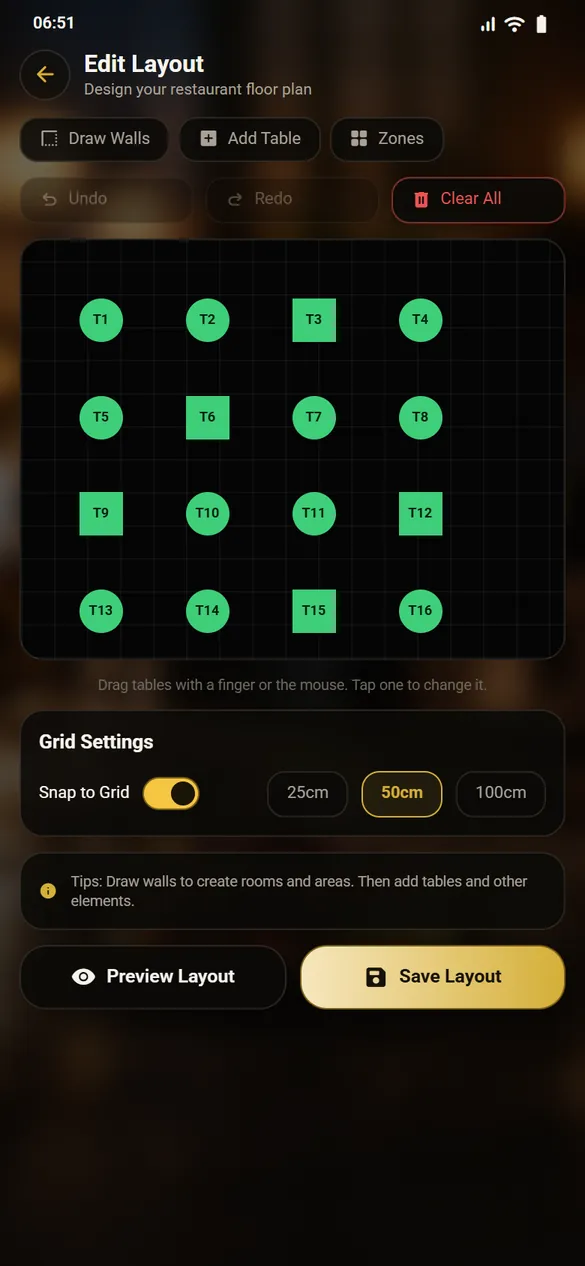 06:51
Edit Layout
Design your restaurant floor plan
Draw Walls
Add Table
Zones
Undo
Redo
Clear All
T1 T2 T3 T4
T5 T6 T7 T8
T9 T10 T11 T12
T13 T14 T15 T16
Drag tables with a finger or the mouse. Tap one to change it.
Grid Settings
Snap to Grid
25cm
50cm
100cm
Tips: Draw walls to create rooms and areas. Then add tables and other
elements.
Preview Layout
Save Layout